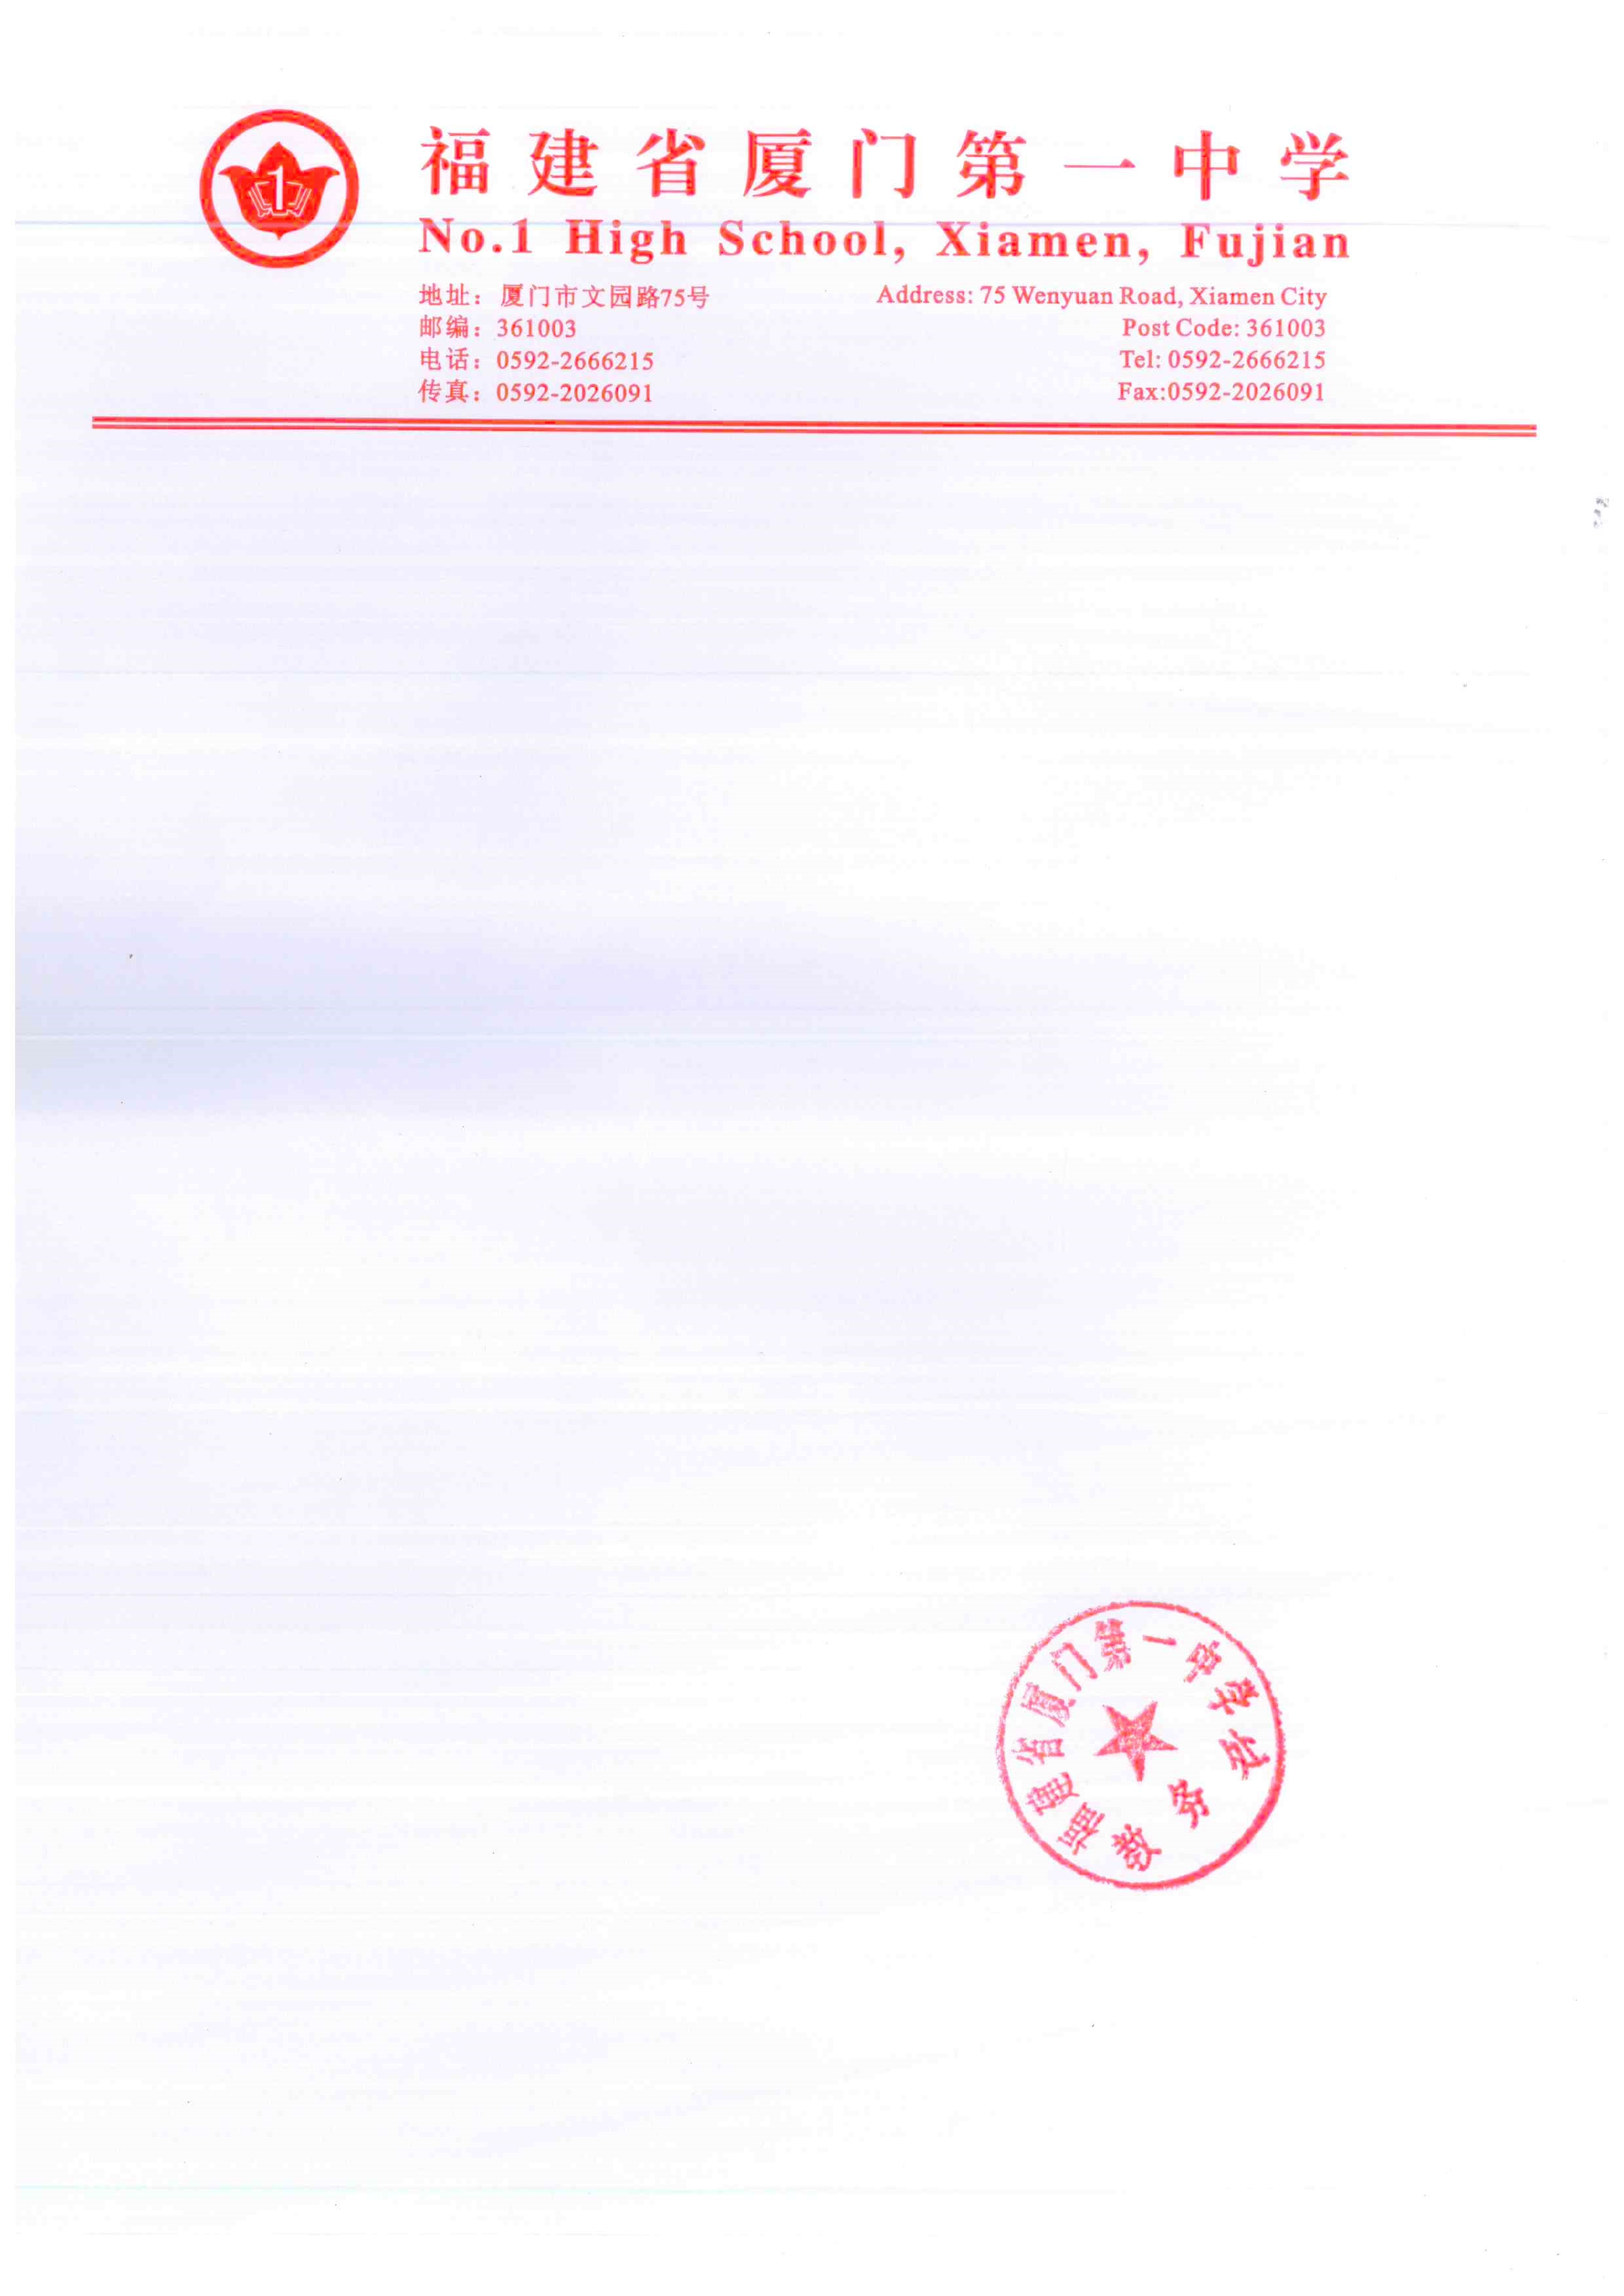 福建省厦门第一中学
No.1 High School, Xiamen, Fujian
地址：厦门市文园路75号
Address: 75 Wenyuan Road, Xiamen City
邮编：361003
Post Code: 361003
电话：0592-2666215
Tel: 0592-2666215
传真：0592-2026091
Fax:0592-2026091
福建省厦门第一中学
教务处
1